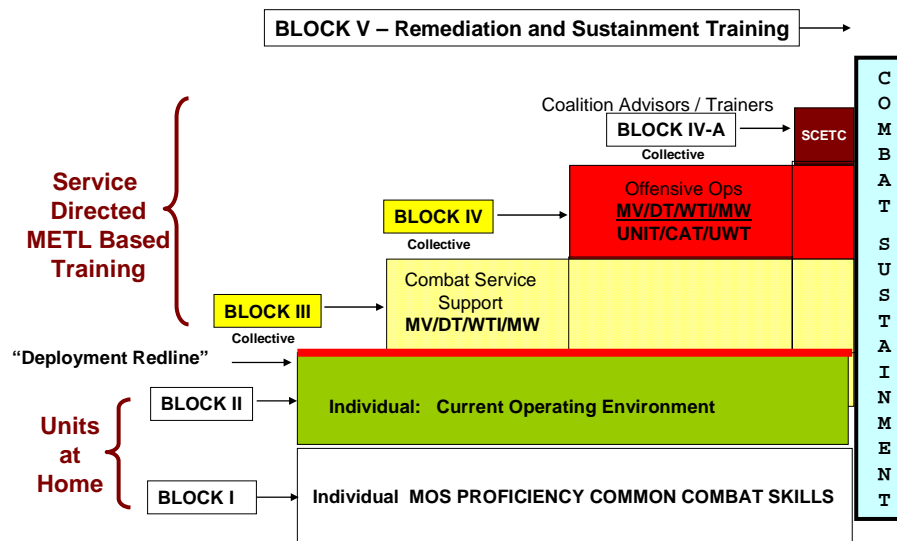 BLOCK V – Remediation and Sustainment Training
Coalition Advisors / Trainers
BLOCK IV-A
Collective
SCETC
Service
Directed
METL Based
Training
BLOCK IV
Collective
Offensive Ops
MV/DT/WTI/MW
UNIT/CAT/UWT
BLOCK III
Collective
Combat Service
Support
MV/DT/WTI/MW
“Deployment Redline”
Units
at
Home
BLOCK II
Individual: Current Operating Environment
BLOCK I
Individual MOS PROFICIENCY COMMON COMBAT SKILLS
COMBAT SUSTAINMENT